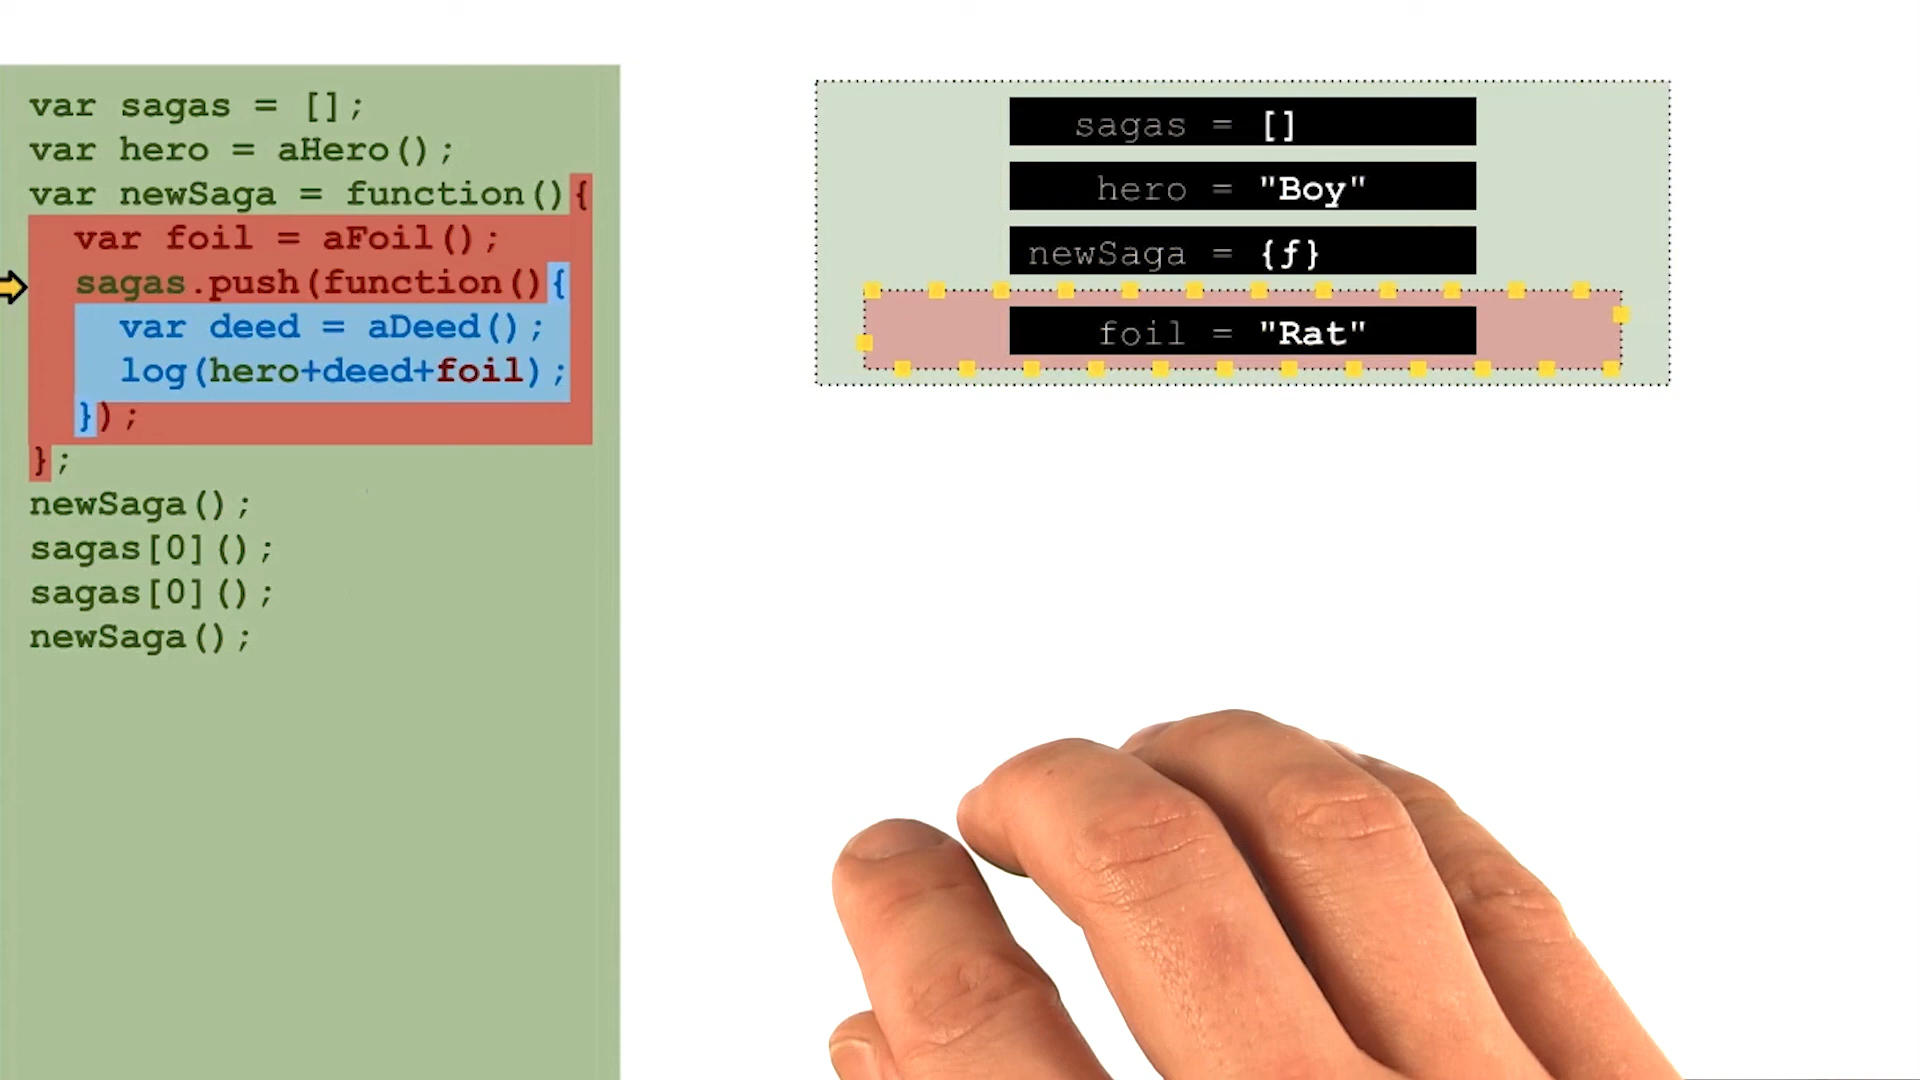 var sagas = [];
var hero = aHero();
var newSaga = function(){
var foil = aFoil();
sagas.push(function(){
var deed = aDeed();
log(hero+deed+foil);
});
};
newSaga();
sagas[0]();
sagas[0]();
newSaga();
sagas = []
hero = "Boy"
newSaga = {ƒ}
foil = "Rat"